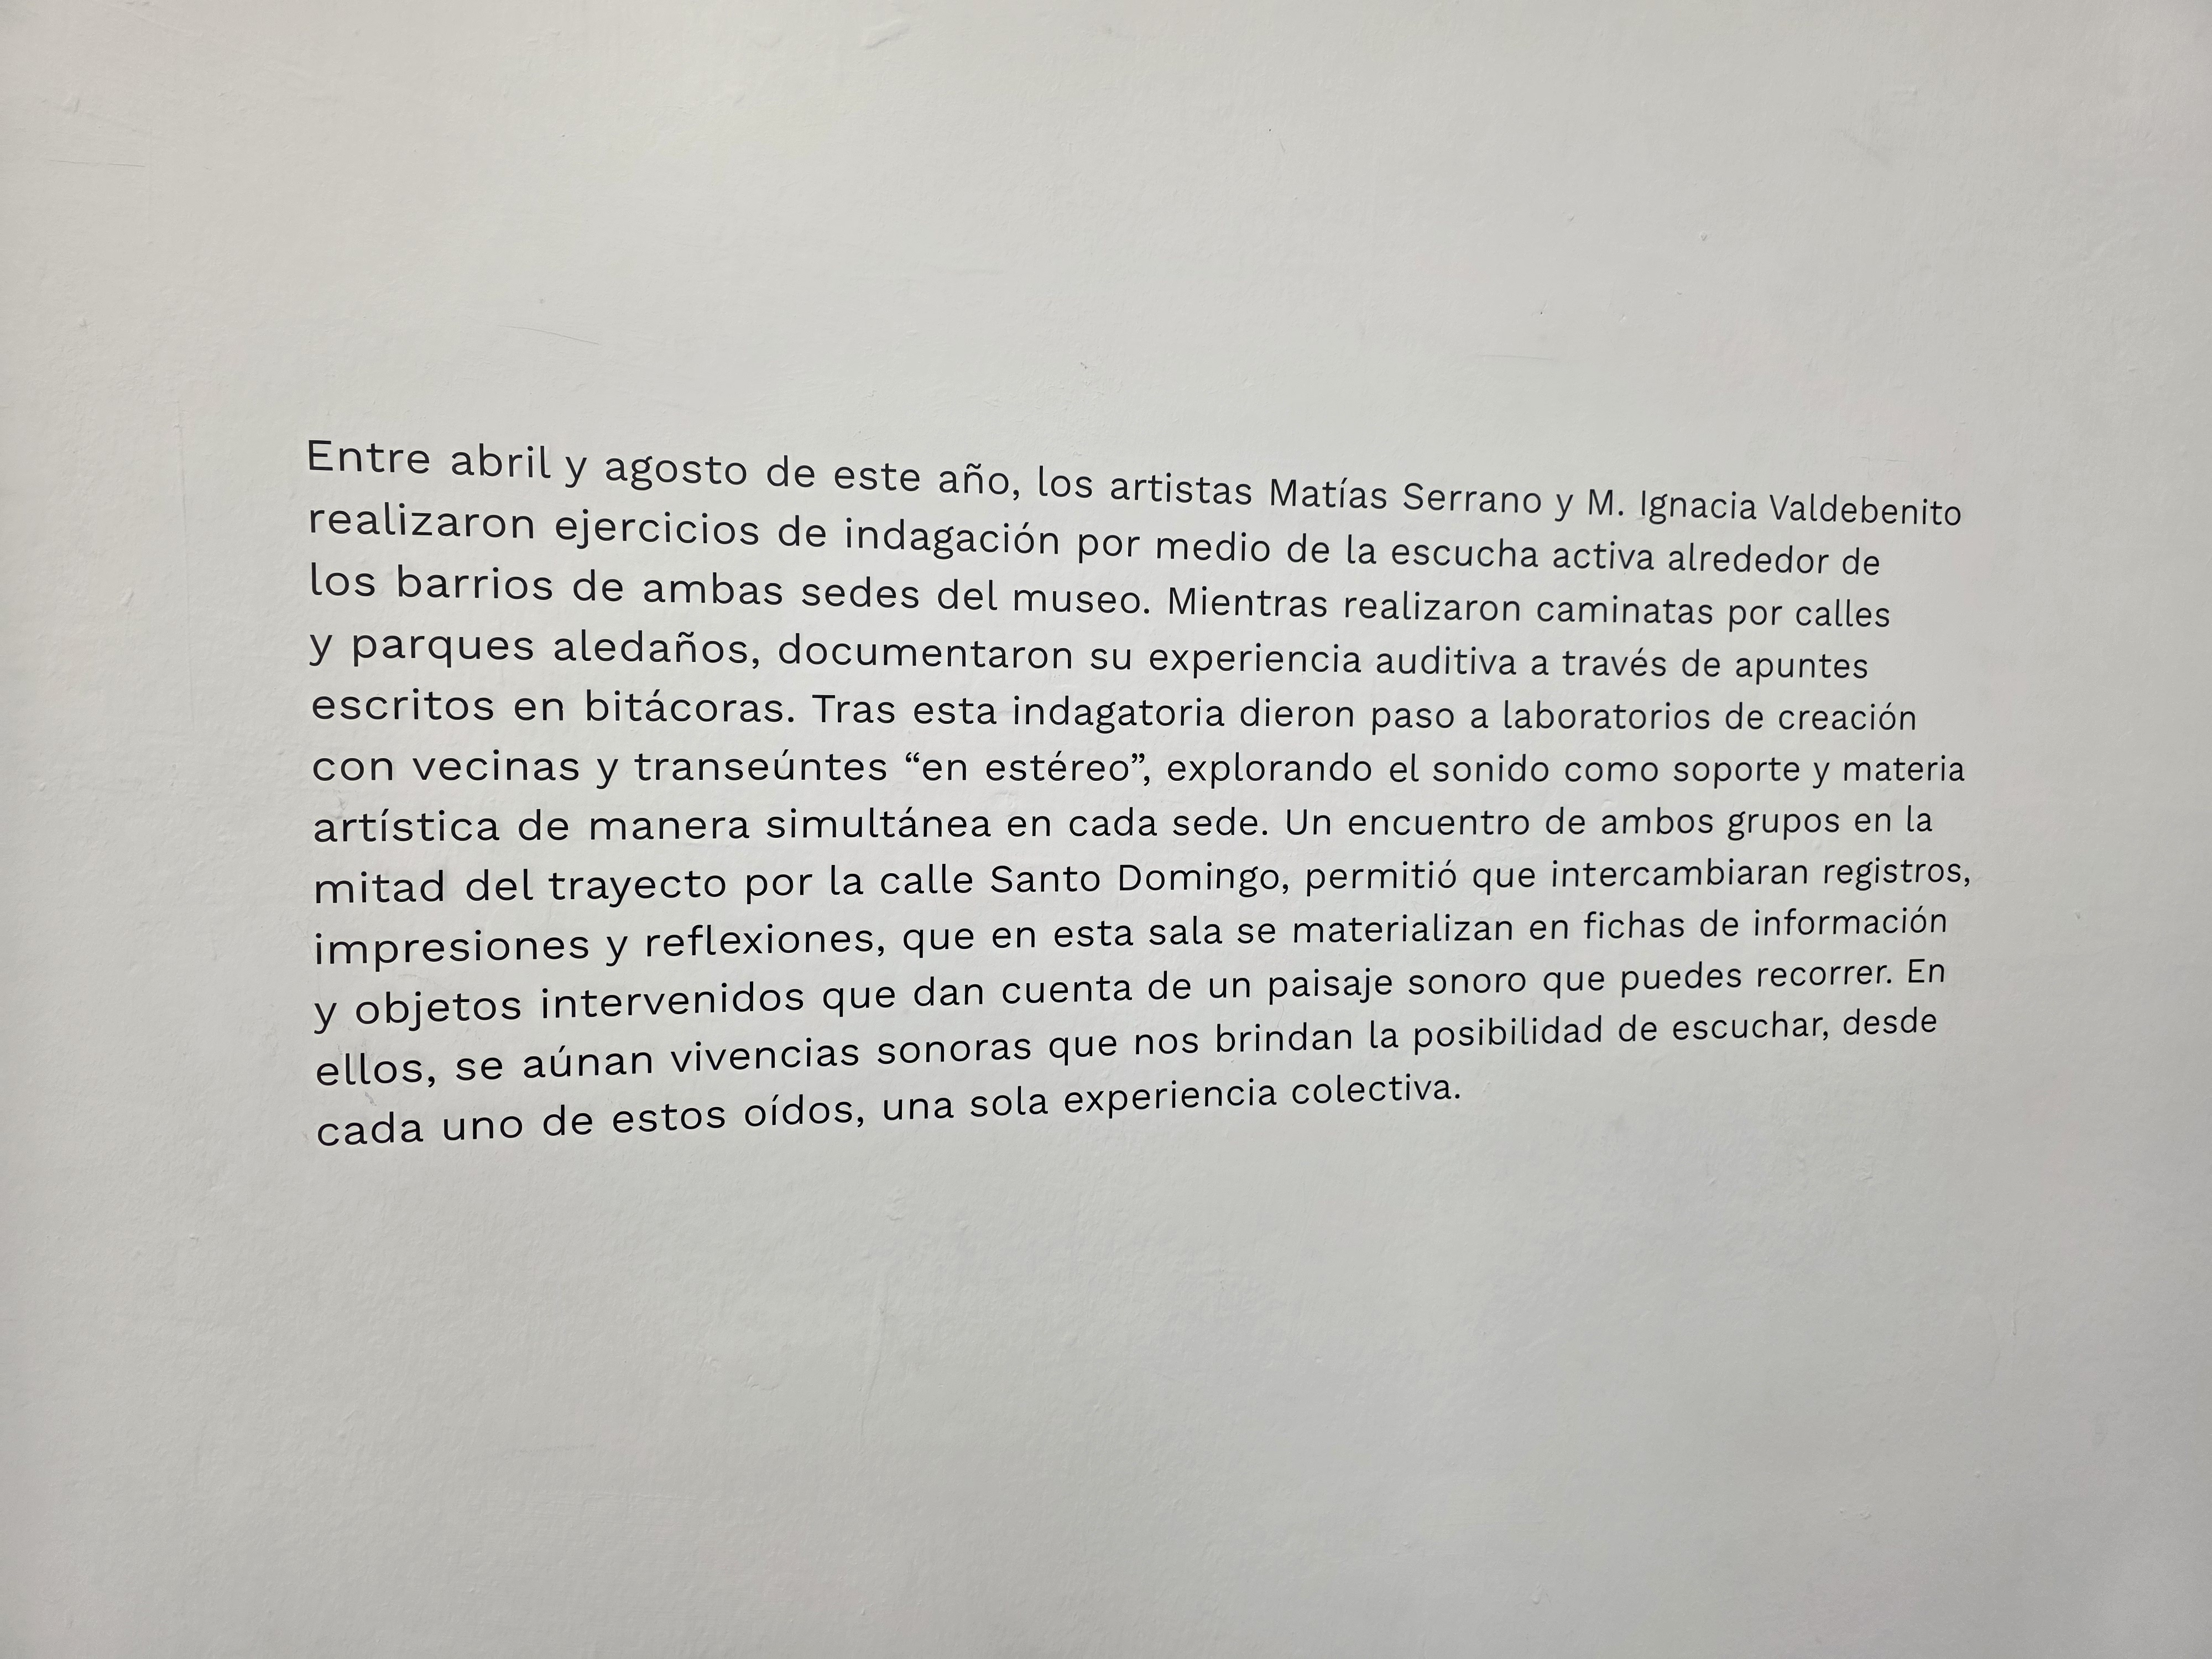 Entre abril y agosto de este año, los artistas Matías Serrano y M. Ignacia Valdebenito
realizaron ejercicios de indagación por medio de la escucha activa alrededor de
los barrios de ambas sedes del museo. Mientras realizaron caminatas por calles
y parques aledaños, documentaron su experiencia auditiva a través de apuntes
escritos en bitácoras. Tras esta indagatoria dieron paso a laboratorios de creación
con vecinas y transeúntes “en estéreo”, explorando el sonido como soporte y materia
artística de manera simultánea en cada sede. Un encuentro de ambos grupos en la
mitad del trayecto por la calle Santo Domingo, permitió que intercambiaran registros,
impresiones y reflexiones, que en esta sala se materializan en fichas de información
y objetos intervenidos que dan cuenta de un paisaje sonoro que puedes recorrer. En
ellos, se aúnan vivencias sonoras que nos brindan la posibilidad de escuchar, desde
cada uno de estos oídos, una sola experiencia colectiva.